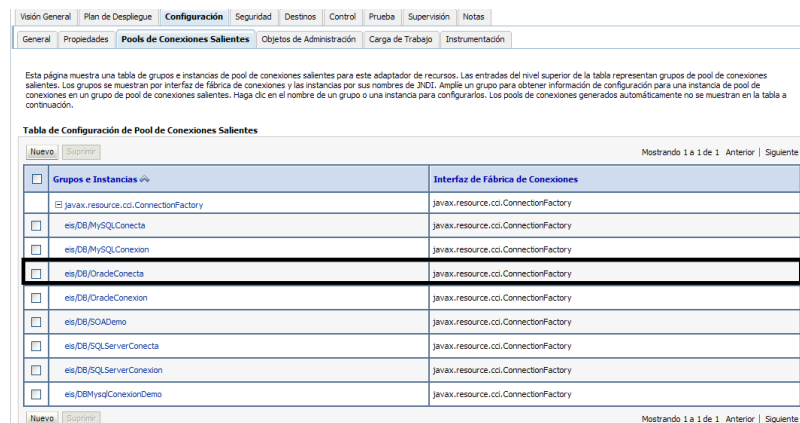 Visión General Plan de Despliegue Configuración Seguridad Destinos Control Prueba Supervisión Notas
General Propiedades Pools de Conexiones Salientes Objetos de Administración Carga de Trabajo Instrumentación
Esta página muestra una tabla de grupos e instancias de pool de conexiones salientes para este adaptador de recursos. Las entradas del nivel superior de la tabla representan grupos de pool de conexiones
salientes. Los grupos se muestran por interfaz de fábrica de conexiones y las instancias por sus nombres de JNDI. Amplíe un grupo para obtener información de configuración para una instancia de pool de
conexiones en un grupo de pool de conexiones salientes. Haga clic en el nombre de un grupo o una instancia para configurarlos. Los pools de conexiones generados automáticamente no se muestran en la tabla a
continuación.
Tabla de Configuración de Pool de Conexiones Salientes
Nuevo Suprimir Mostrando 1 a 1 de 1 Anterior | Siguiente
Grupos e Instancias Interfaz de Fábrica de Conexiones
javax.resource.cci.ConnectionFactory javax.resource.cci.ConnectionFactory
eis/DB/MySQLConecta javax.resource.cci.ConnectionFactory
eis/DB/MySQLConexion javax.resource.cci.ConnectionFactory
eis/DB/OracleConecta javax.resource.cci.ConnectionFactory
eis/DB/OracleConexion javax.resource.cci.ConnectionFactory
eis/DB/SOADemo javax.resource.cci.ConnectionFactory
eis/DB/SQLServerConecta javax.resource.cci.ConnectionFactory
eis/DB/SQLServerConexion javax.resource.cci.ConnectionFactory
eis/DBMysqlConexionDemo javax.resource.cci.ConnectionFactory
Nuevo Suprimir Mostrando 1 a 1 de 1 Anterior | Siguiente